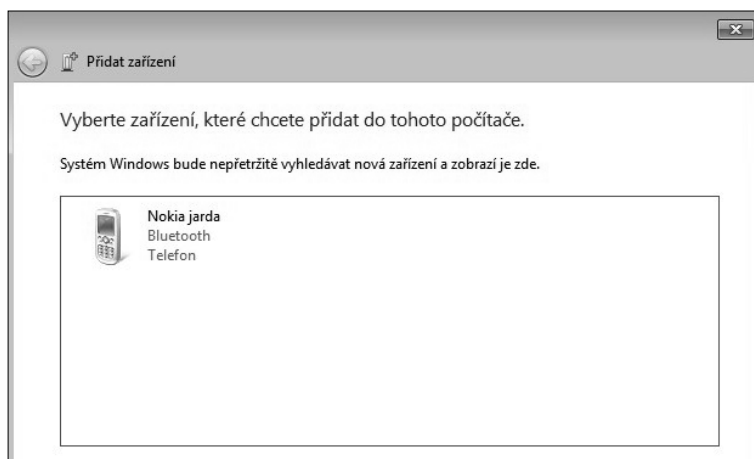 Přidat zařízení
Vyberte zařízení, které chcete přidat do tohoto počítače.
Systém Windows bude nepřetržitě vyhledávat nová zařízení a zobrazí je zde.
Nokia jarda
Bluetooth
Telefon